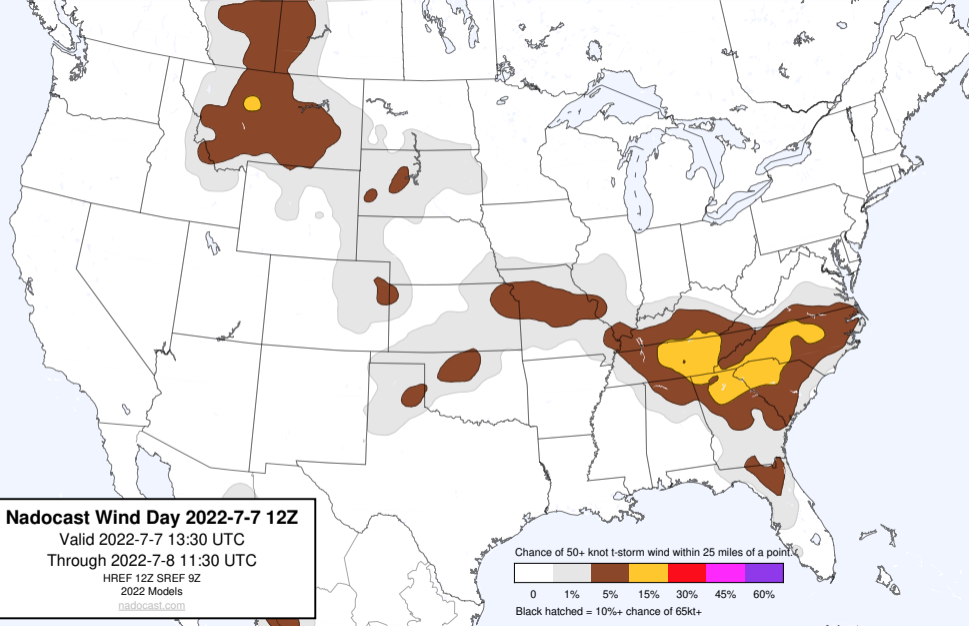 Nadocast Wind Day 2022-7-7 12Z
Valid 2022-7-7 13:30 UTC
Through 2022-7-8 11:30 UTC
HREF 12Z SREF 9Z
2022 Models
nadocast.com
Chance of 50+ knot t-storm wind within 25 miles of a point.
0 1% 5% 15% 30% 45% 60%
Black hatched = 10%+ chance of 65kt+